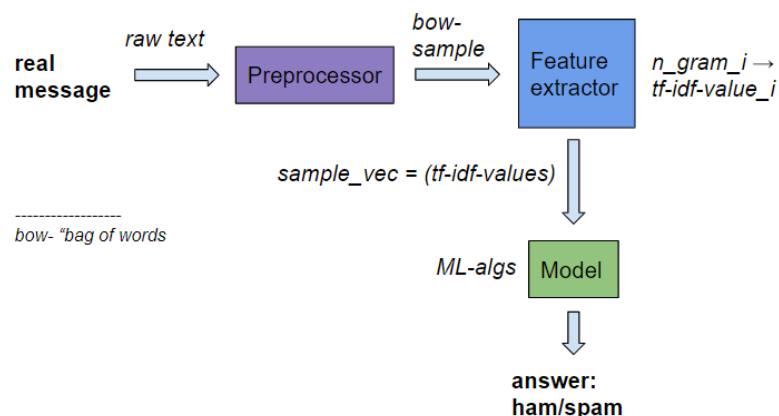 raw text
real
message
Preprocessor
bow-
sample
Feature
extractor
n_gram_i →
tf-idf-value_i
sample_vec = (tf-idf-values)
------------------
bow- “bag of words
ML-algs
Model
answer:
ham/spam